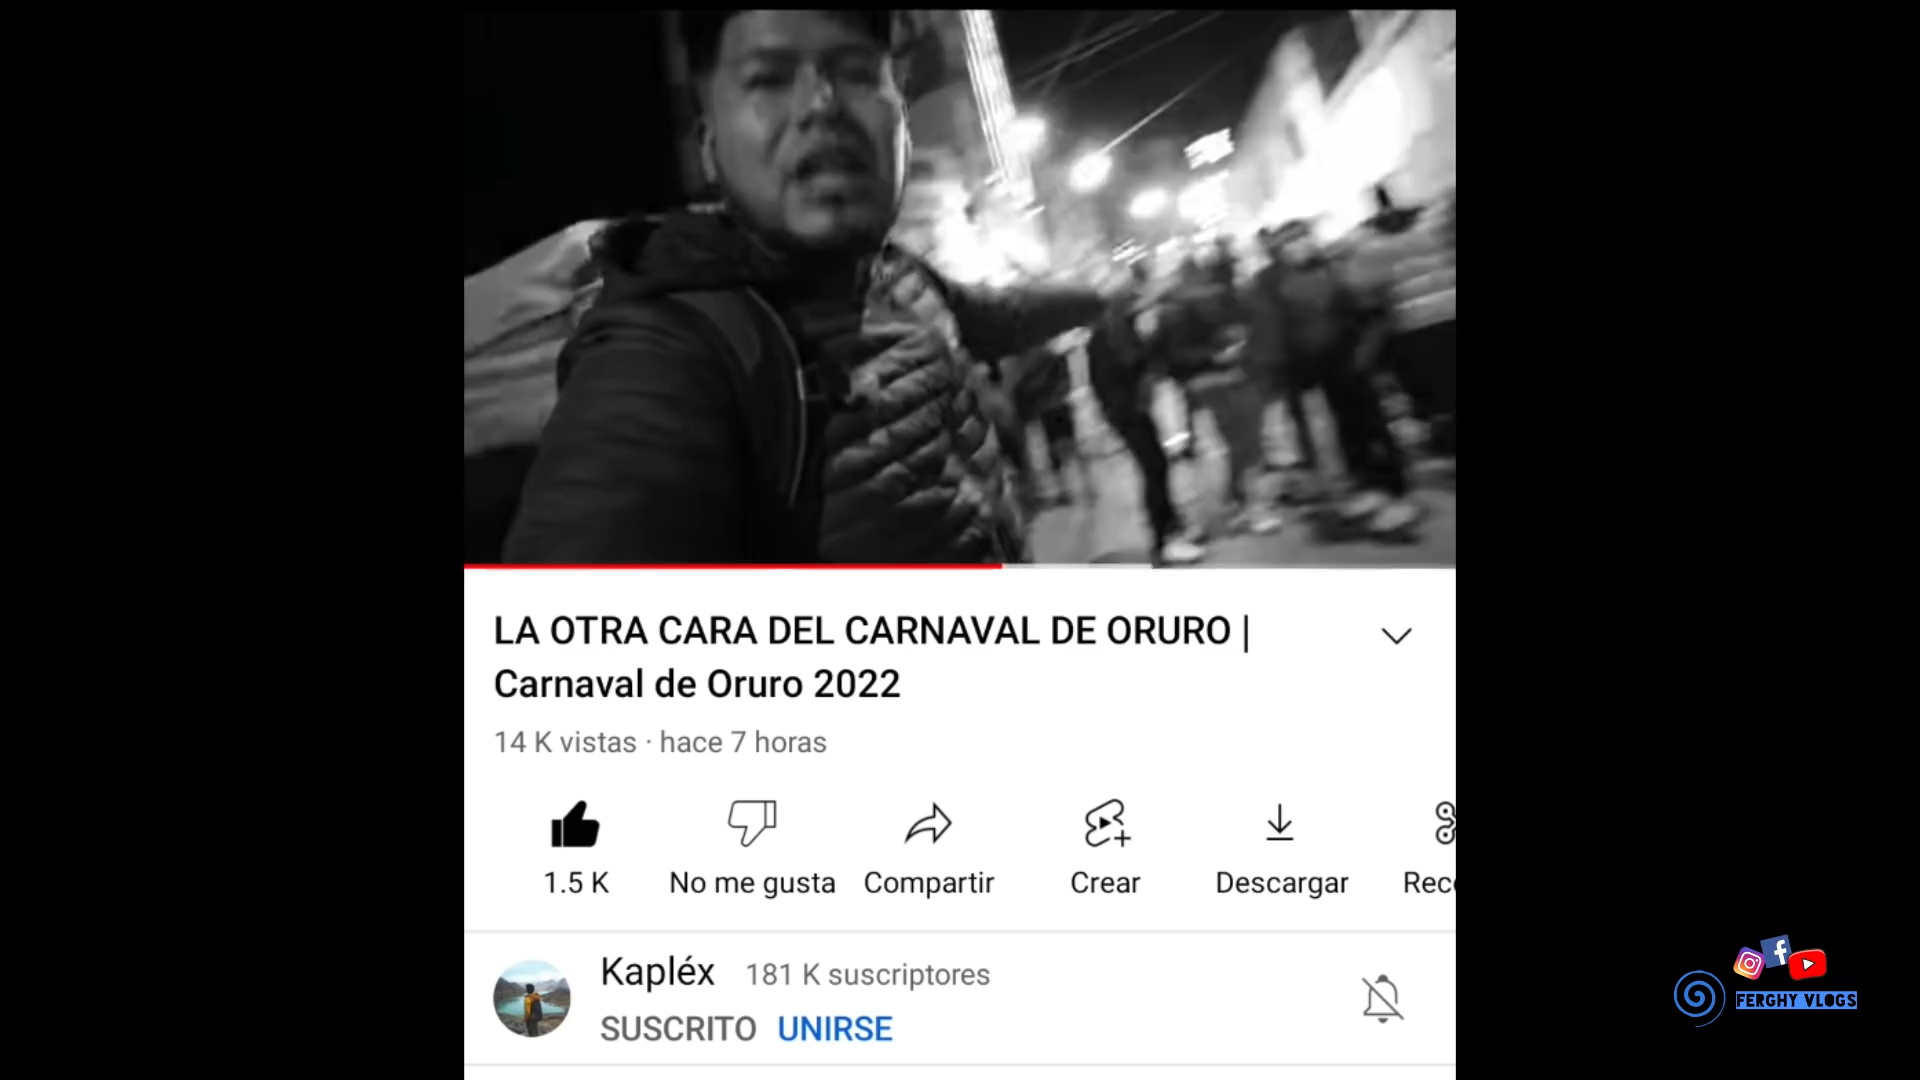 LA OTRA CARA DEL CARNAVAL DE ORURO |
Carnaval de Oruro 2022
14 K vistas · hace 7 horas
1.5 K No me gusta Compartir Crear Descargar
Kapléx 181 K suscriptores
SUSCRITO UNIRSE
FERGHY VLOGS